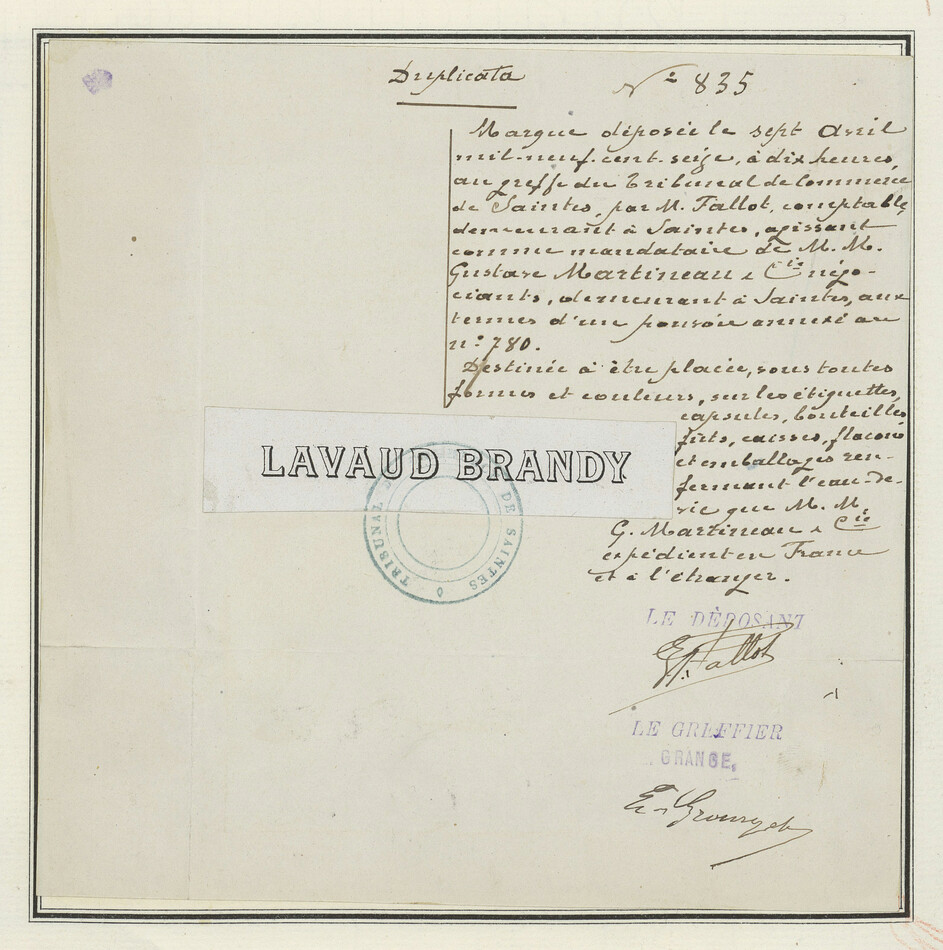 Duplicata
N° 835
Marque déposée le sept Avril
mil-neuf-cent-seize, à dix heures,
au greffe du Tribunal de Commerce
de Saintes, par M. Fallot, comptable,
demeurant à Saintes, agissant
comme mandataire de M. M.
Gustave Martineau & Cie négo-
ciants, demeurant à Saintes, aux
termes d'un pouvoir annexé au
n° 780.
Destinée à être placée, sous toutes
formes et couleurs, sur les étiquettes,
capsules, bouteilles
fûts, caisses, flacons
et emballages ren-
fermant l'eau-de-
vie que M. M.
G. Martineau & Cie
expédient en France
et à l'étranger.
LAVAUD BRANDY
TRIBUNAL D DE SAINTES
LE DÉPOSANT
E. Fallot
LE GREFFIER
GRANGE,